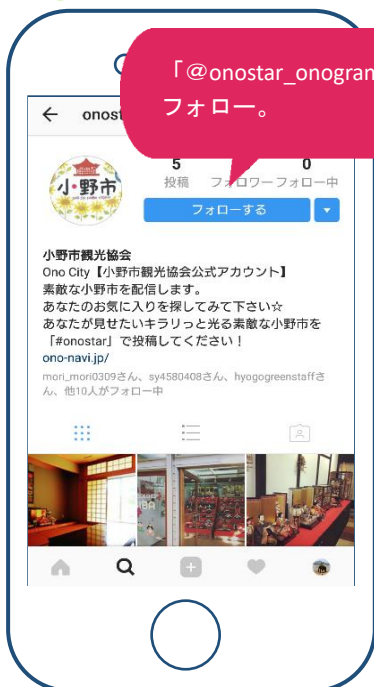 「@onostar_onogram
フォロー。
onost
5
0
投稿 フォロワー フォロー中
小野市
フォローする
小野市観光協会
Ono City【小野市観光協会公式アカウント】
素敵な小野市を配信します。
あなたのお気に入りを探してみて下さい☆
あなたが見せたいキラリっと光る素敵な小野市を
「#onostar」で投稿してください！
ono-navi.jp/
mori_mori0309さん、sy4580408さん、hyogogreenstaffさ
ん、他10人がフォロー中